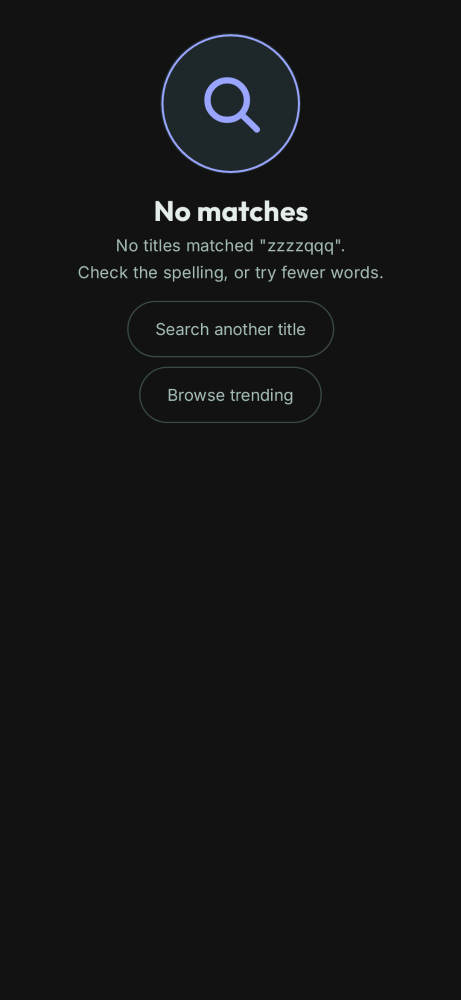 No matches
No titles matched "zzzzqqq".
Check the spelling, or try fewer words.
Search another title
Browse trending